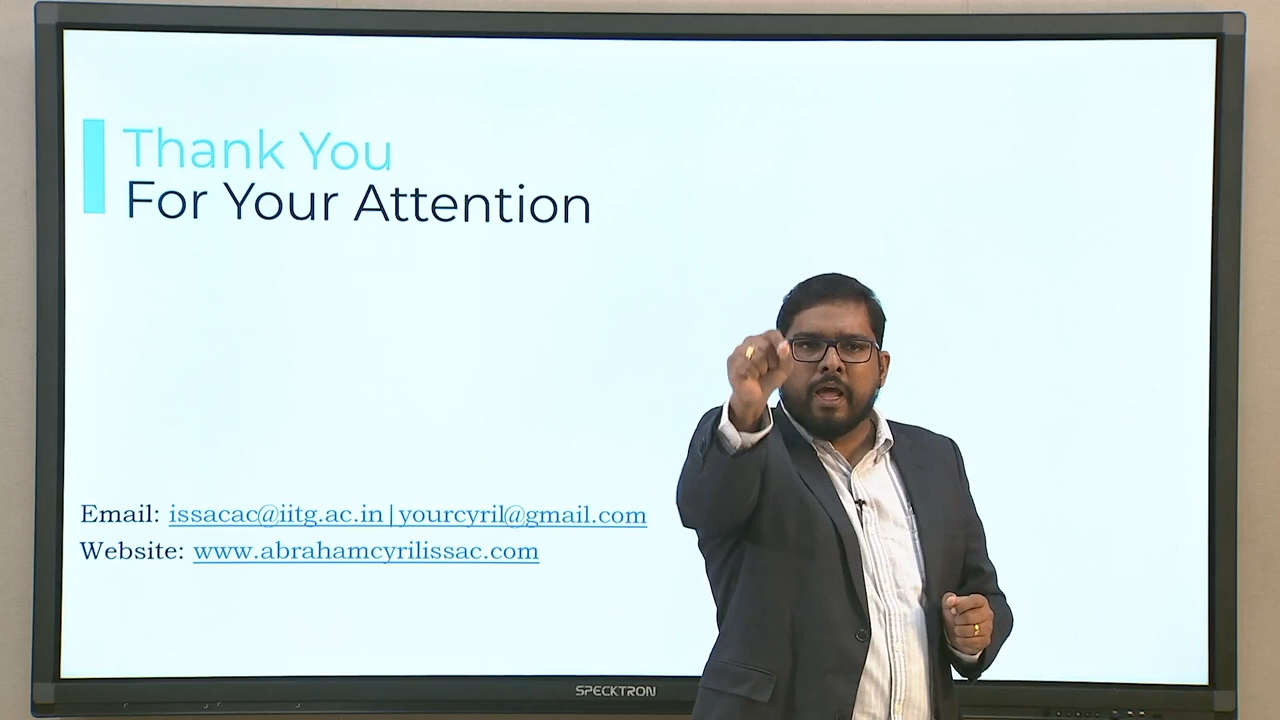 Thank You
For Your Attention
Email: issacac@iitg.ac.in|yourcyril@gmail.com
Website: www.abrahamcyrilissac.com
SPECKTRON